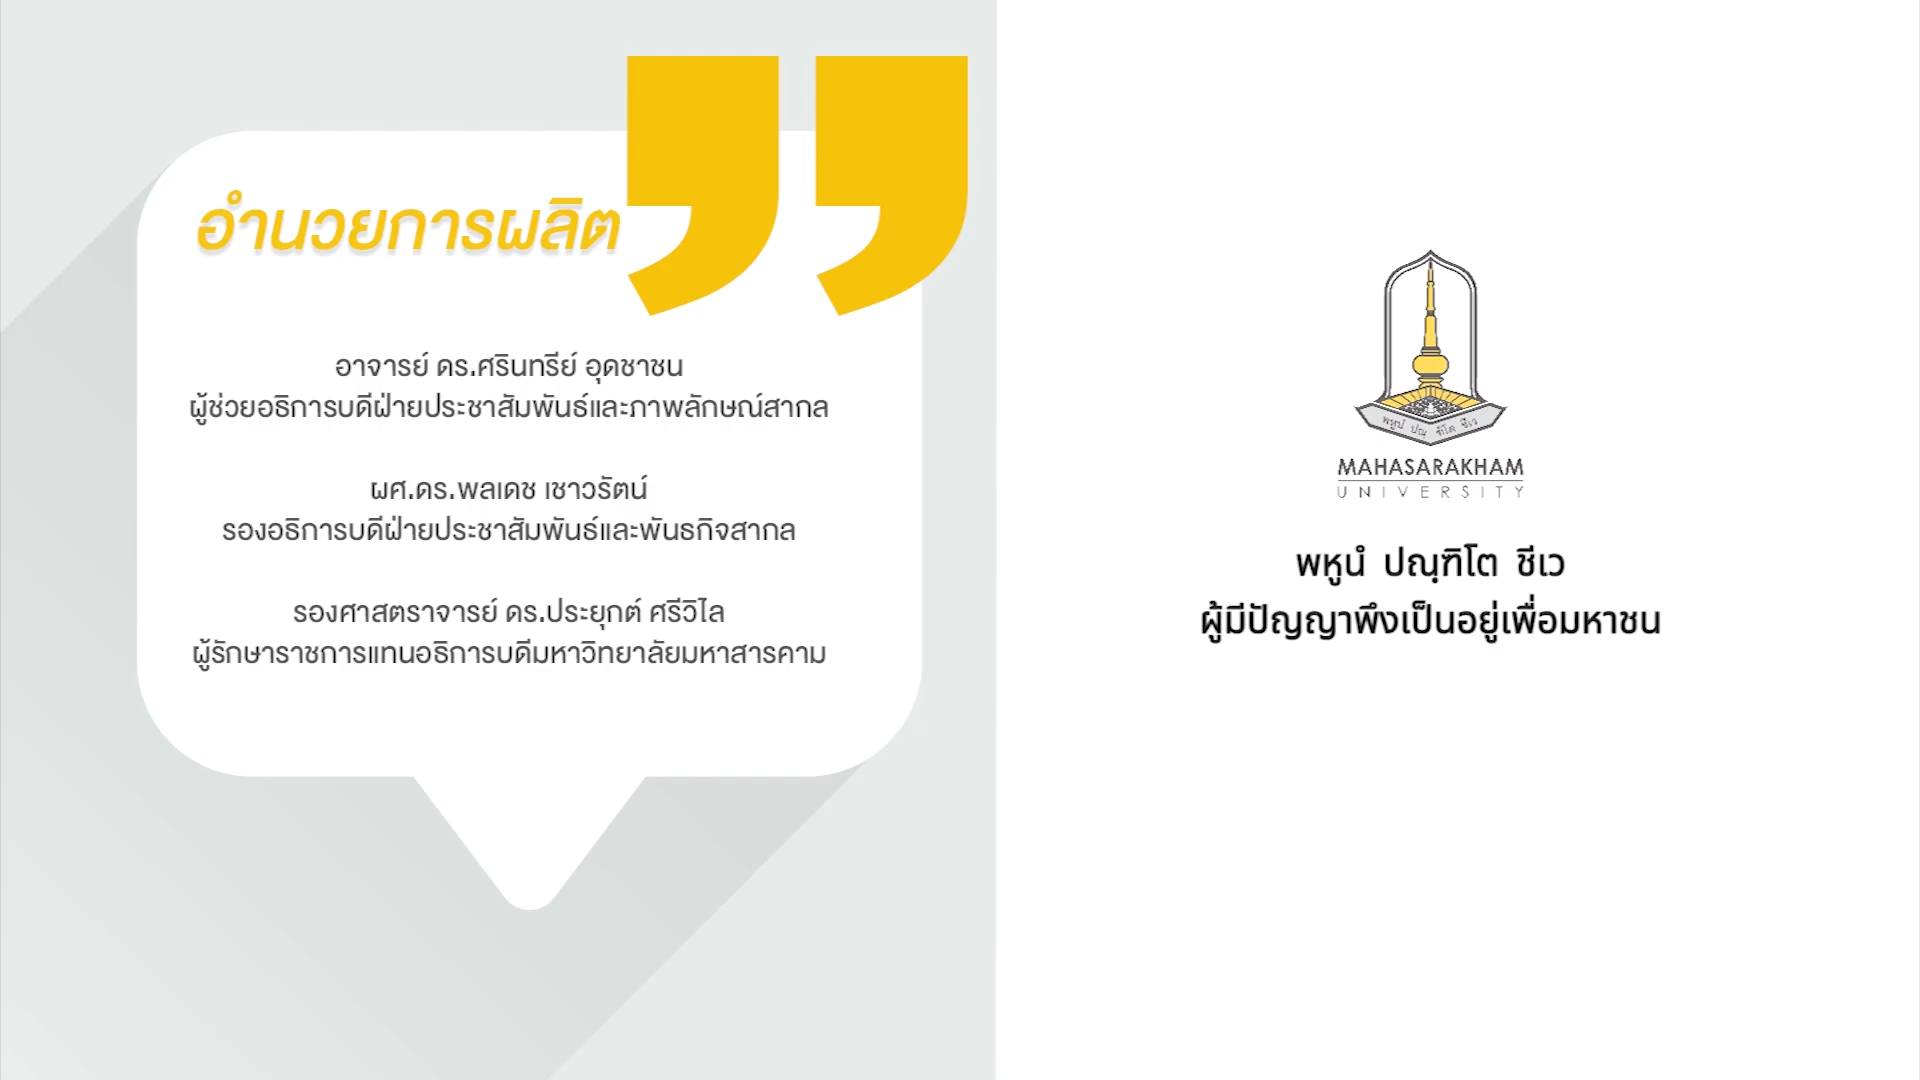 อำนวยการผลิต
อาจารย์ ดร.ศรินทรีย์ อุดชาชน
ผู้ช่วยอธิการบดีฝ่ายประชาสัมพันธ์และภาพลักษณ์สากล
ผศ.ดร.พลเดช เชาวรัตน์
รองอธิการบดีฝ่ายประชาสัมพันธ์และพันธกิจสากล
รองศาสตราจารย์ ดร.ประยุกต์ ศรีวิไล
ผู้รักษาราชการแทนอธิการบดีมหาวิทยาลัยมหาสารคาม
พหูนํ ปณฺ ฑิโต ชีเว
MAHASARAKHAM
UNIVERSITY
พหูนํ ปณฺฑิโต ชีเว
ผู้มีปัญญาพึงเป็นอยู่เพื่อมหาชน